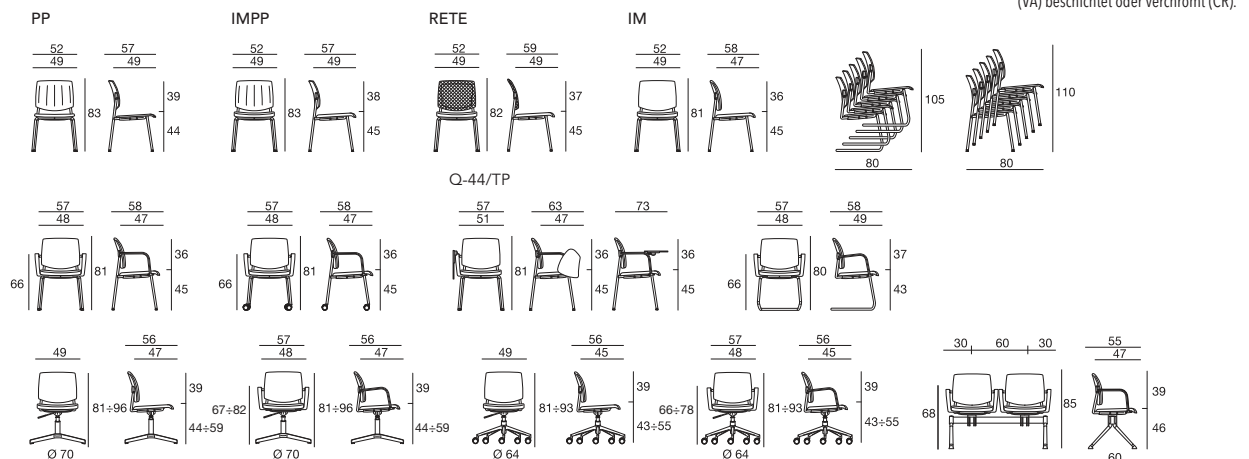 (VA) beschichtet oder verchromt (CR).
PP IMPP RETE IM
52 57 52 57 52 59 52 58
49 49 49 49 49 49 49 47
83 39 44 83 38 45 82 37 45 81 36 45 105 110
80 80
Q-44/TP
57 58 57 58 57 63 73 57 58
48 47 48 47 51 47 48 49
66 81 36 45 66 81 36 45 81 36 45 36 45 66 80 37 43
49 56 57 56 49 56 57 56 30 60 30 55
47 48 47 45 48 45 47
81÷96 39 44÷59 67÷82 81÷96 39 44÷59 81÷93 39 43÷55 66÷78 81÷93 39 43÷55 68 85 39 46
Ø 70 Ø 70 Ø 64 Ø 64 60